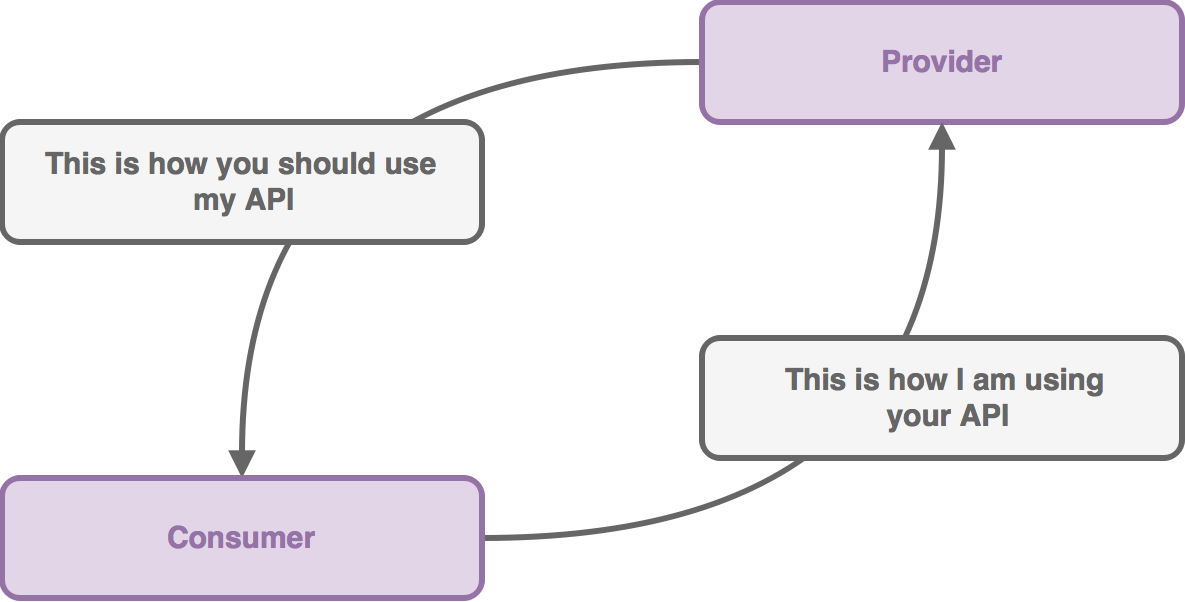 Provider
This is how you should use
my API
This is how I am using
your API
Consumer